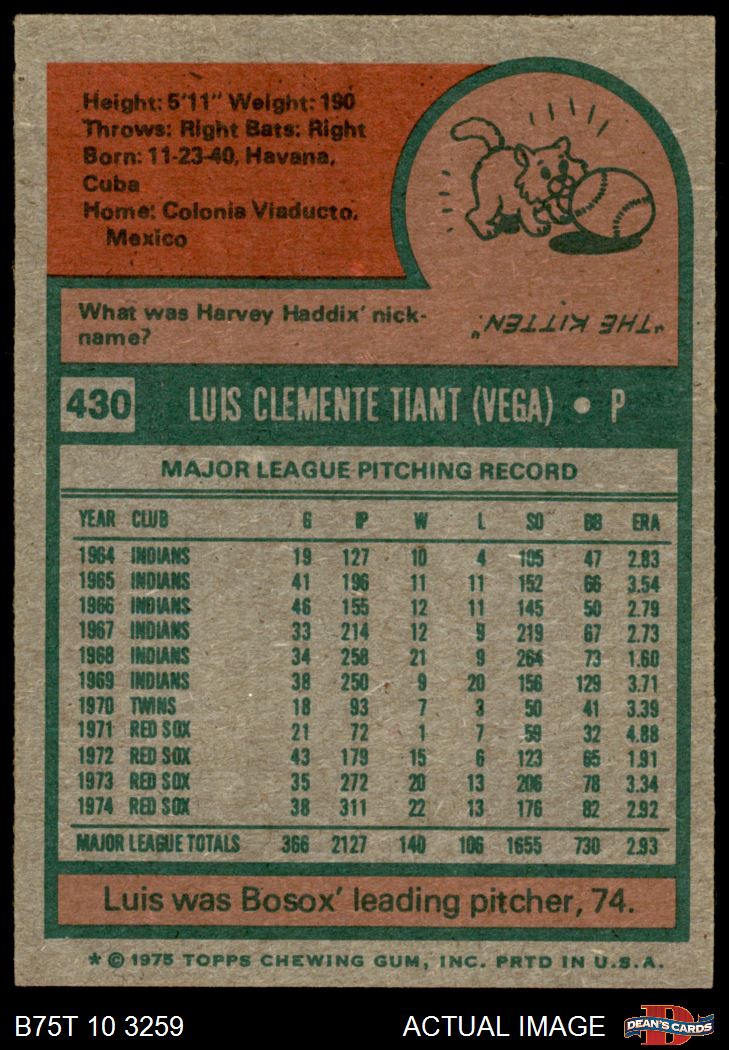 Height: 5'11" Weight: 190
Throws: Right Bats: Right
Born: 11-23-40, Havana,
Cuba
Home: Colonia Viaducto,
Mexico
What was Harvey Haddix' nick-
name?
"THE KITTEN."
430 LUIS CLEMENTE TIANT (VEGA) • P
MAJOR LEAGUE PITCHING RECORD
YEAR CLUB G IP W L SO BB ERA
1964 INDIANS 19 127 10 4 105 47 2.83
1965 INDIANS 41 196 11 11 152 66 3.54
1966 INDIANS 46 155 12 11 145 50 2.79
1967 INDIANS 33 214 12 9 219 67 2.73
1968 INDIANS 34 258 21 9 264 73 1.60
1969 INDIANS 38 250 9 20 156 129 3.71
1970 TWINS 18 93 7 3 50 41 3.39
1971 RED SOX 21 72 1 7 59 32 4.88
1972 RED SOX 43 179 15 6 123 65 1.91
1973 RED SOX 35 272 20 13 206 78 3.34
1974 RED SOX 38 311 22 13 176 82 2.92
MAJOR LEAGUE TOTALS 366 2127 140 106 1655 730 2.93
Luis was Bosox' leading pitcher, 74.
* © 1975 TOPPS CHEWING GUM, INC. PRTD IN U.S.A.
B75T 10 3259 ACTUAL IMAGE DEAN'S CARDS